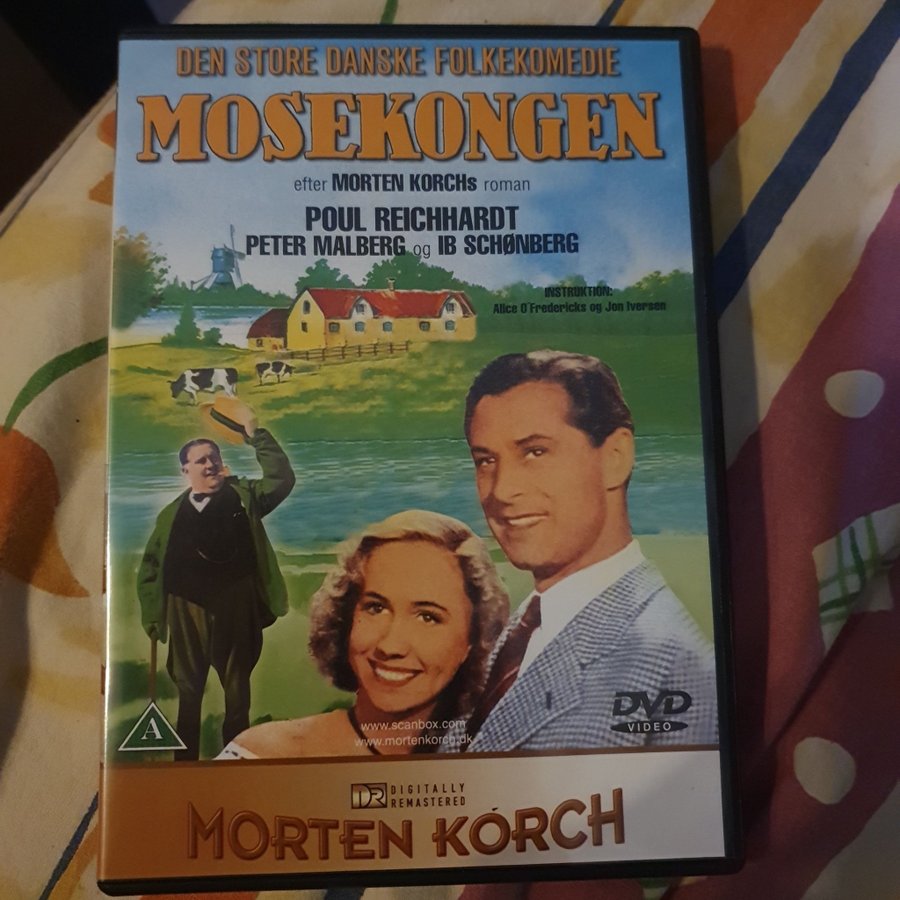 DEN STORE DANSKE FOLKEKOMEDIE
MOSEKONGEN
efter MORTEN KORCHs roman
POUL REICHHARDT
PETER MALBERG og IB SCHØNBERG
INSTRUKTION:
Alice O´Fredericks og Jon Iversen
A
DVD
VIDEO
www.scanbox.com
www.mortenkorch.dk
DR DIGITALLY
REMASTERED
MORTEN KORCH